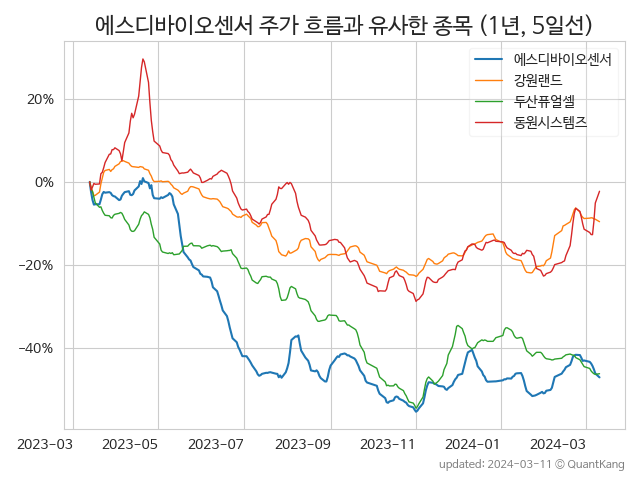 에스디바이오센서 주가 흐름과 유사한 종목 (1년, 5일선)
에스디바이오센서
강원랜드
두산퓨얼셀
동원시스템즈
20%
0%
−20%
−40%
2023−03 2023−05 2023−07 2023−09 2023−11 2024−01 2024−03
updated: 2024-03-11 © QuantKang